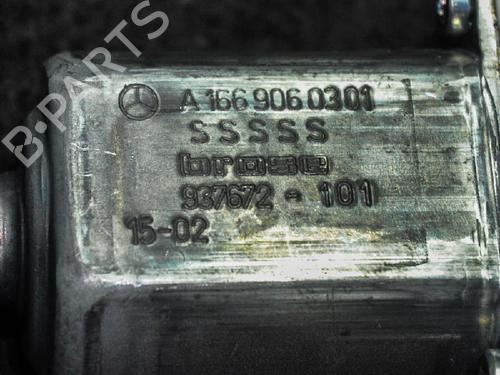 B·PARTS
A 166 906 0301
SSSSS
brose
937672 - 101
15-02